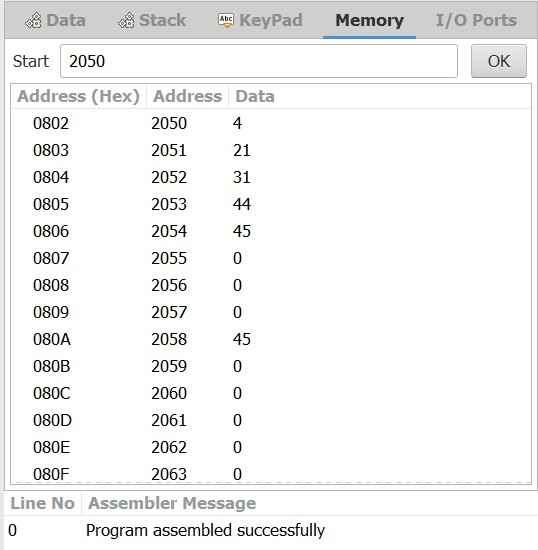 Data Stack Abc KeyPad Memory I/O Ports
Start 2050 OK
Address (Hex) Address Data
0802 2050 4
0803 2051 21
0804 2052 31
0805 2053 44
0806 2054 45
0807 2055 0
0808 2056 0
0809 2057 0
080A 2058 45
080B 2059 0
080C 2060 0
080D 2061 0
080E 2062 0
080F 2063 0
Line No Assembler Message
0 Program assembled successfully